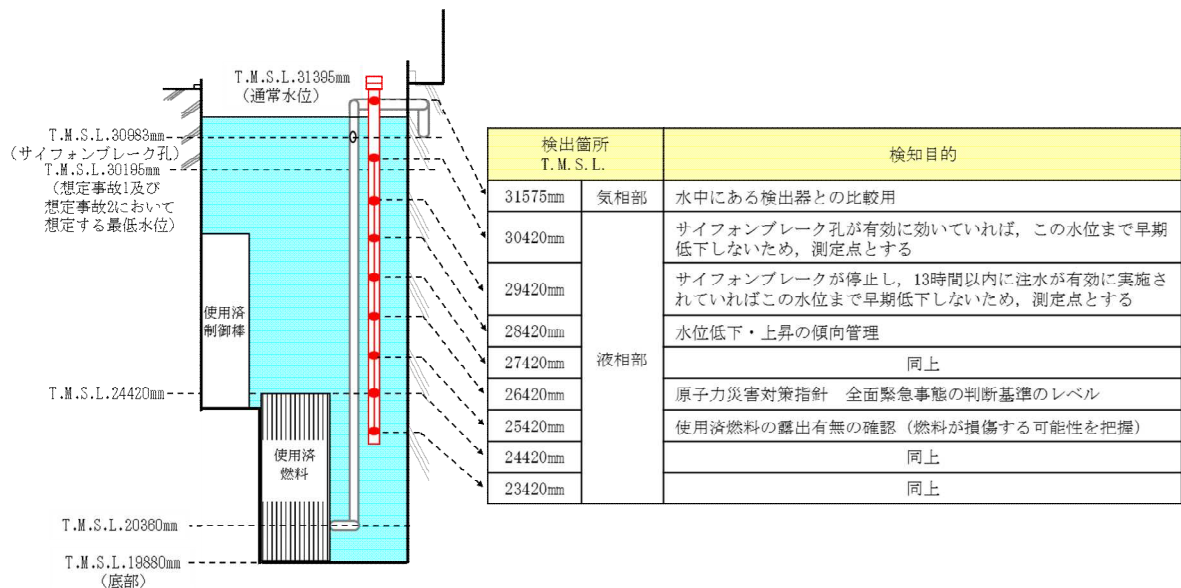 T.M.S.L.31395mm
(通常水位)
T.M.S.L.30983mm
(サイフォンブレーク孔)
T.M.S.L.30195mm
(想定事故1及び
想定事故2において
想定する最低水位)
使用済
制御棒
T.M.S.L.24420mm
使用済
燃料
T.M.S.L.20360mm
T.M.S.L.19880mm
(底部)
検出箇所
T.M.S.L.
検知目的
31575mm 気相部 水中にある検出器との比較用
30420mm サイフォンブレーク孔が有効に効いていれば，この水位まで早期
低下しないため，測定点とする
29420mm サイフォンブレークが停止し，13時間以内に注水が有効に実施さ
れていればこの水位まで早期低下しないため，測定点とする
28420mm 水位低下・上昇の傾向管理
液相部
27420mm 同上
26420mm 原子力災害対策指針　全面緊急事態の判断基準のレベル
25420mm 使用済燃料の露出有無の確認（燃料が損傷する可能性を把握）
24420mm 同上
23420mm 同上